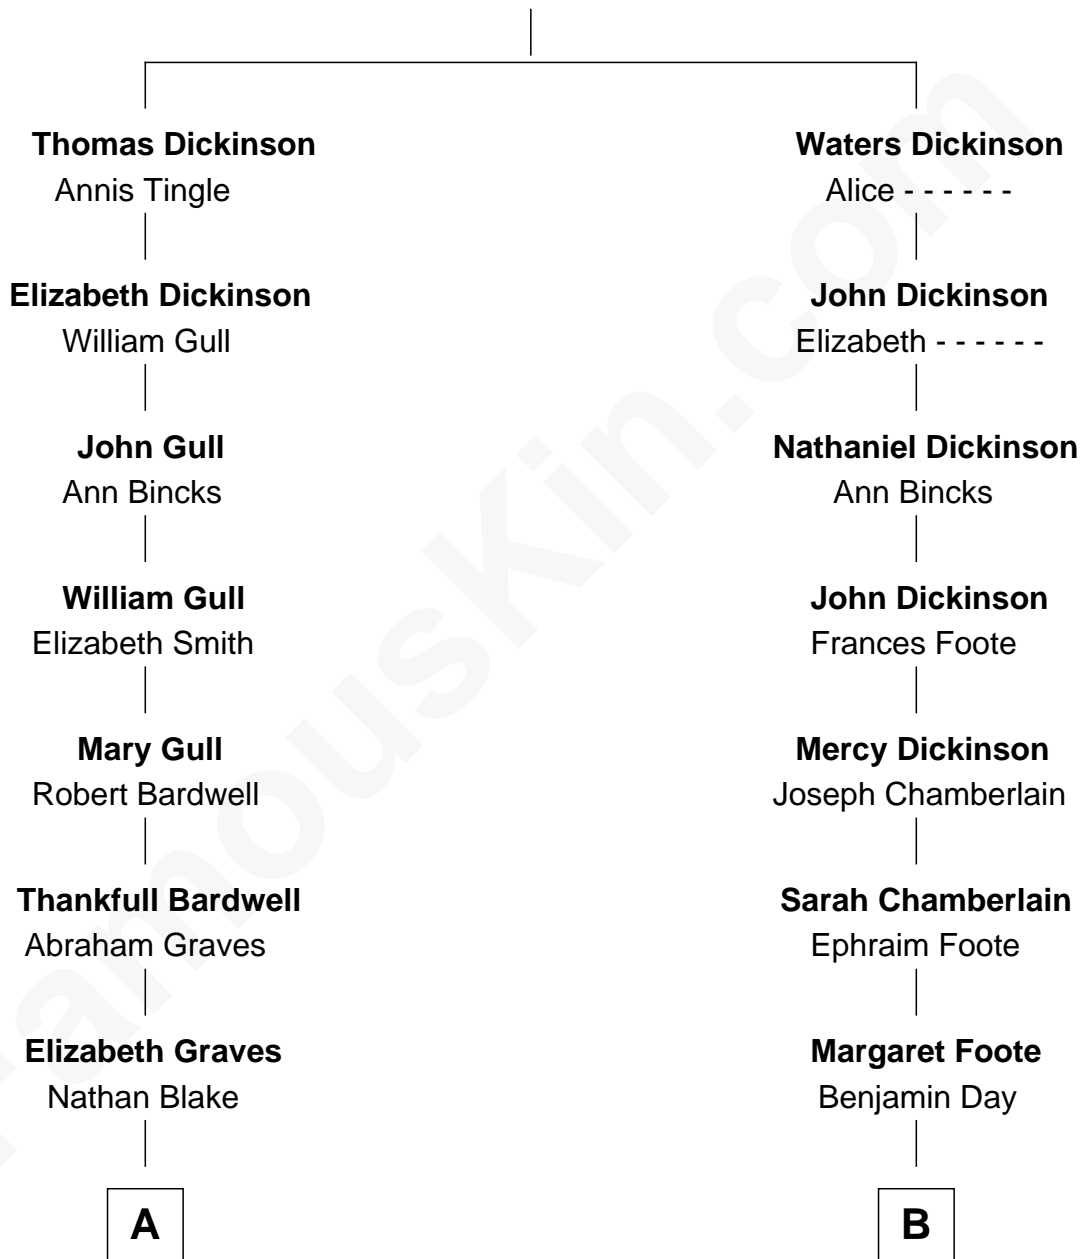 Thomas Dickinson
Annis Tingle
Elizabeth Dickinson
William Gull
John Gull
Ann Bincks
William Gull
Elizabeth Smith
Mary Gull
Robert Bardwell
Thankfull Bardwell
Abraham Graves
Elizabeth Graves
Nathan Blake
A
Waters Dickinson
Alice - - - - - -
John Dickinson
Elizabeth - - - - - -
Nathaniel Dickinson
Ann Bincks
John Dickinson
Frances Foote
Mercy Dickinson
Joseph Chamberlain
Sarah Chamberlain
Ephraim Foote
Margaret Foote
Benjamin Day
B
FamousKin.com